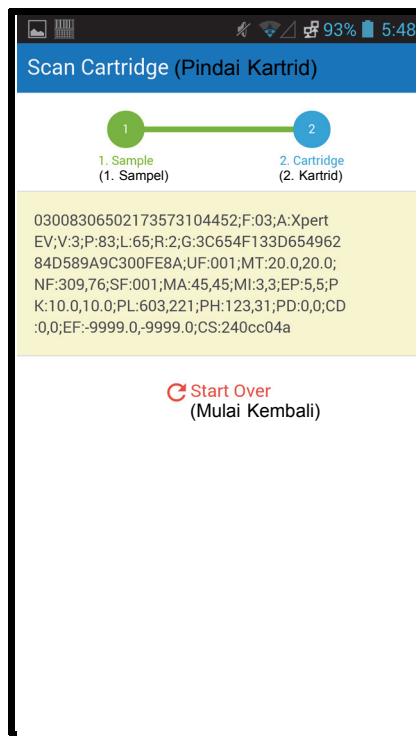 93% 5:48
Scan Cartridge (Pindai Kartrid)
1 2
1. Sample 2. Cartridge
(1. Sampel) (2. Kartrid)
03008306502173573104452;F:03;A:Xpert
EV;V:3;P:83;L:65;R:2;G:3C654F133D654962
84D589A9C300FE8A;UF:001;MT:20.0,20.0;
NF:309,76;SF:001;MA:45,45;MI:3,3;EP:5,5;P
K:10.0,10.0;PL:603,221;PH:123,31;PD:0,0;CD
:0,0;EF:-9999.0,-9999.0;CS:240cc04a
Start Over
(Mulai Kembali)